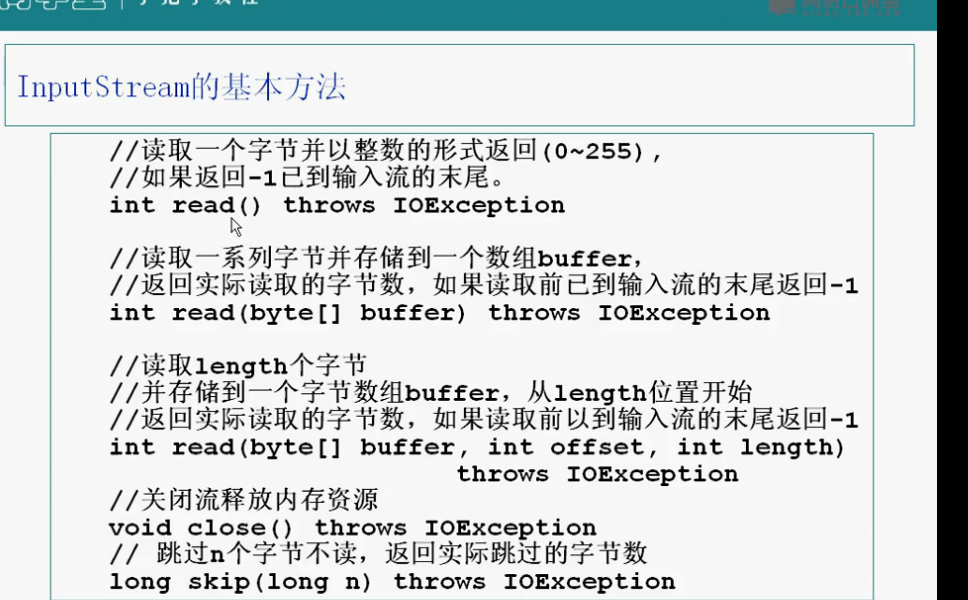 InputStream的基本方法
//读取一个字节并以整数的形式返回(0~255),
//如果返回-1已到输入流的末尾。
int read() throws IOException
//读取一系列字节并存储到一个数组buffer,
//返回实际读取的字节数，如果读取前已到输入流的末尾返回-1
int read(byte[] buffer) throws IOException
//读取length个字节
//并存储到一个字节数组buffer，从length位置开始
//返回实际读取的字节数，如果读取前以到输入流的末尾返回-1
int read(byte[] buffer, int offset, int length)
throws IOException
//关闭流释放内存资源
void close() throws IOException
// 跳过n个字节不读，返回实际跳过的字节数
long skip(long n) throws IOException